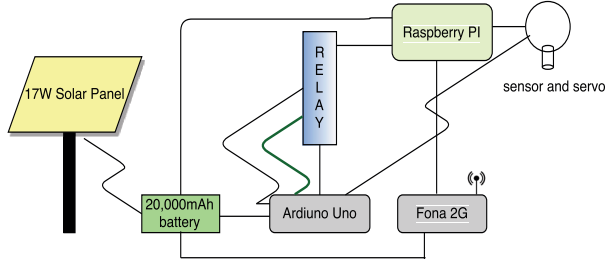 Raspberry PI
R
E
L
A
Y
17W Solar Panel
sensor and servo
20,000mAh
battery
Ardiuno Uno
Fona 2G